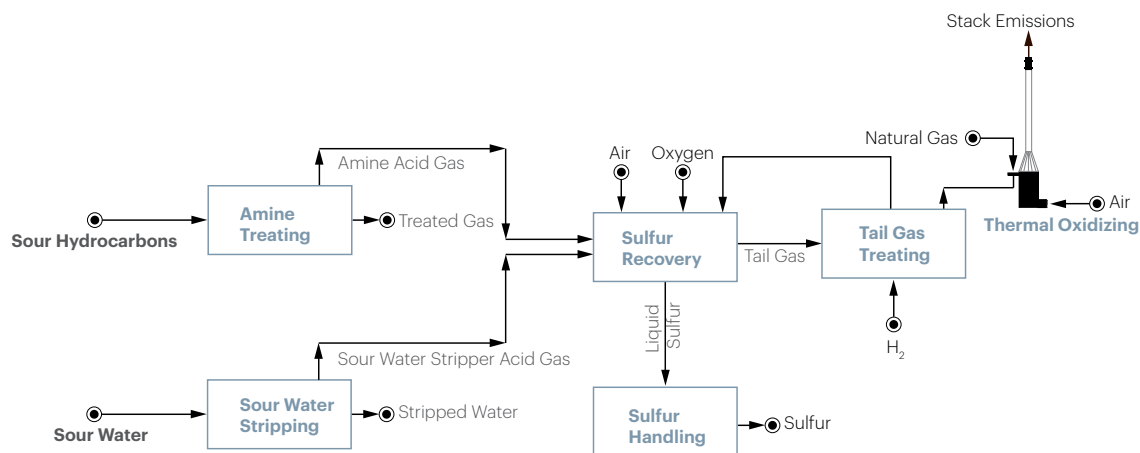 Stack Emissions
Natural Gas
Air
Oxygen
Amine Acid Gas
Amine
Treating
Treated Gas
Sour Hydrocarbons
Sulfur
Recovery
Tail Gas
Tail Gas
Treating
Air
Thermal Oxidizing
Liquid
Sulfur
H₂
Sour Water Stripper Acid Gas
Sour Water
Stripping
Stripped Water
Sour Water
Sulfur
Handling
Sulfur